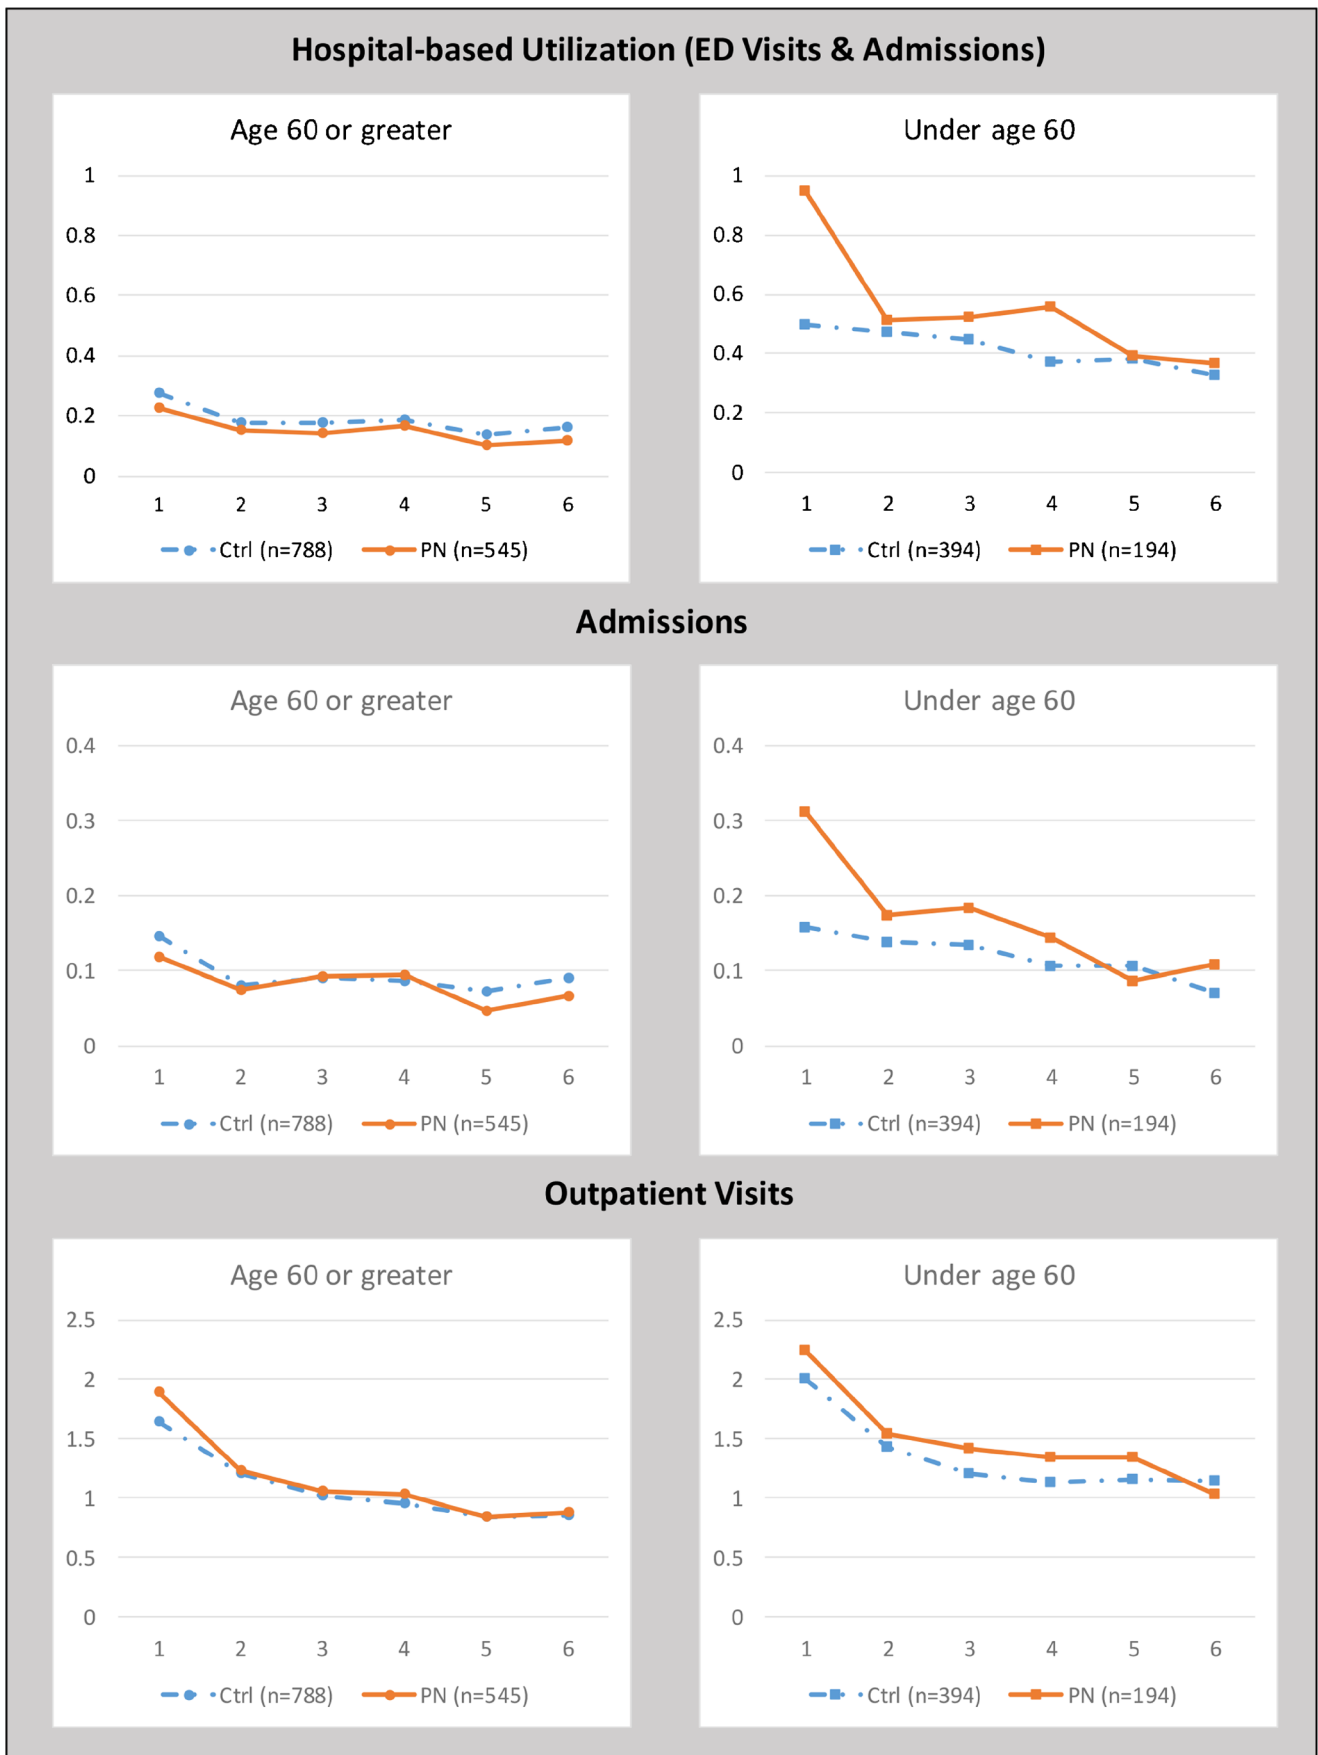 Hospital-based Utilization (ED Visits & Admissions)
Age 60 or greater
1
0.8
0.6
0.4
0.2
0
1 2 3 4 5 6
Ctrl (n=788) PN (n=545)
Under age 60
1
0.8
0.6
0.4
0.2
0
1 2 3 4 5 6
Ctrl (n=394) PN (n=194)
Admissions
Age 60 or greater
0.4
0.3
0.2
0.1
0
1 2 3 4 5 6
Ctrl (n=788) PN (n=545)
Under age 60
0.4
0.3
0.2
0.1
0
1 2 3 4 5 6
Ctrl (n=394) PN (n=194)
Outpatient Visits
Age 60 or greater
2.5
2
1.5
1
0.5
0
1 2 3 4 5 6
Ctrl (n=788) PN (n=545)
Under age 60
2.5
2
1.5
1
0.5
0
1 2 3 4 5 6
Ctrl (n=394) PN (n=194)